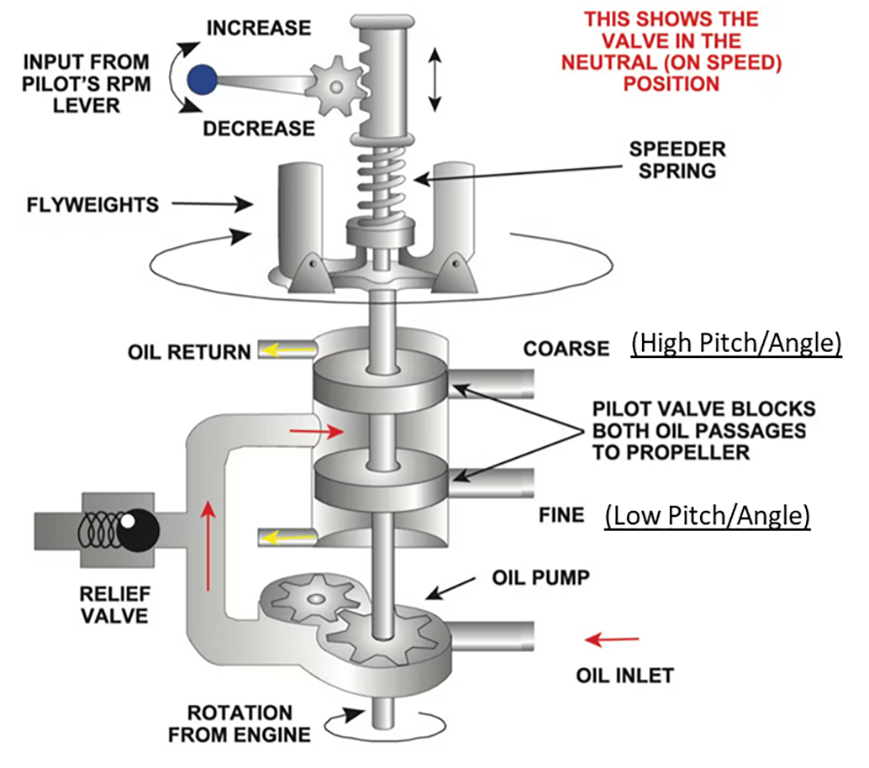 THIS SHOWS THE
VALVE IN THE
NEUTRAL (ON SPEED)
POSITION
INCREASE
INPUT FROM
PILOT'S RPM
LEVER
DECREASE
SPEEDER
SPRING
FLYWEIGHTS
OIL RETURN
COARSE (High Pitch/Angle)
PILOT VALVE BLOCKS
BOTH OIL PASSAGES
TO PROPELLER
FINE (Low Pitch/Angle)
RELIEF
VALVE
OIL PUMP
OIL INLET
ROTATION
FROM ENGINE